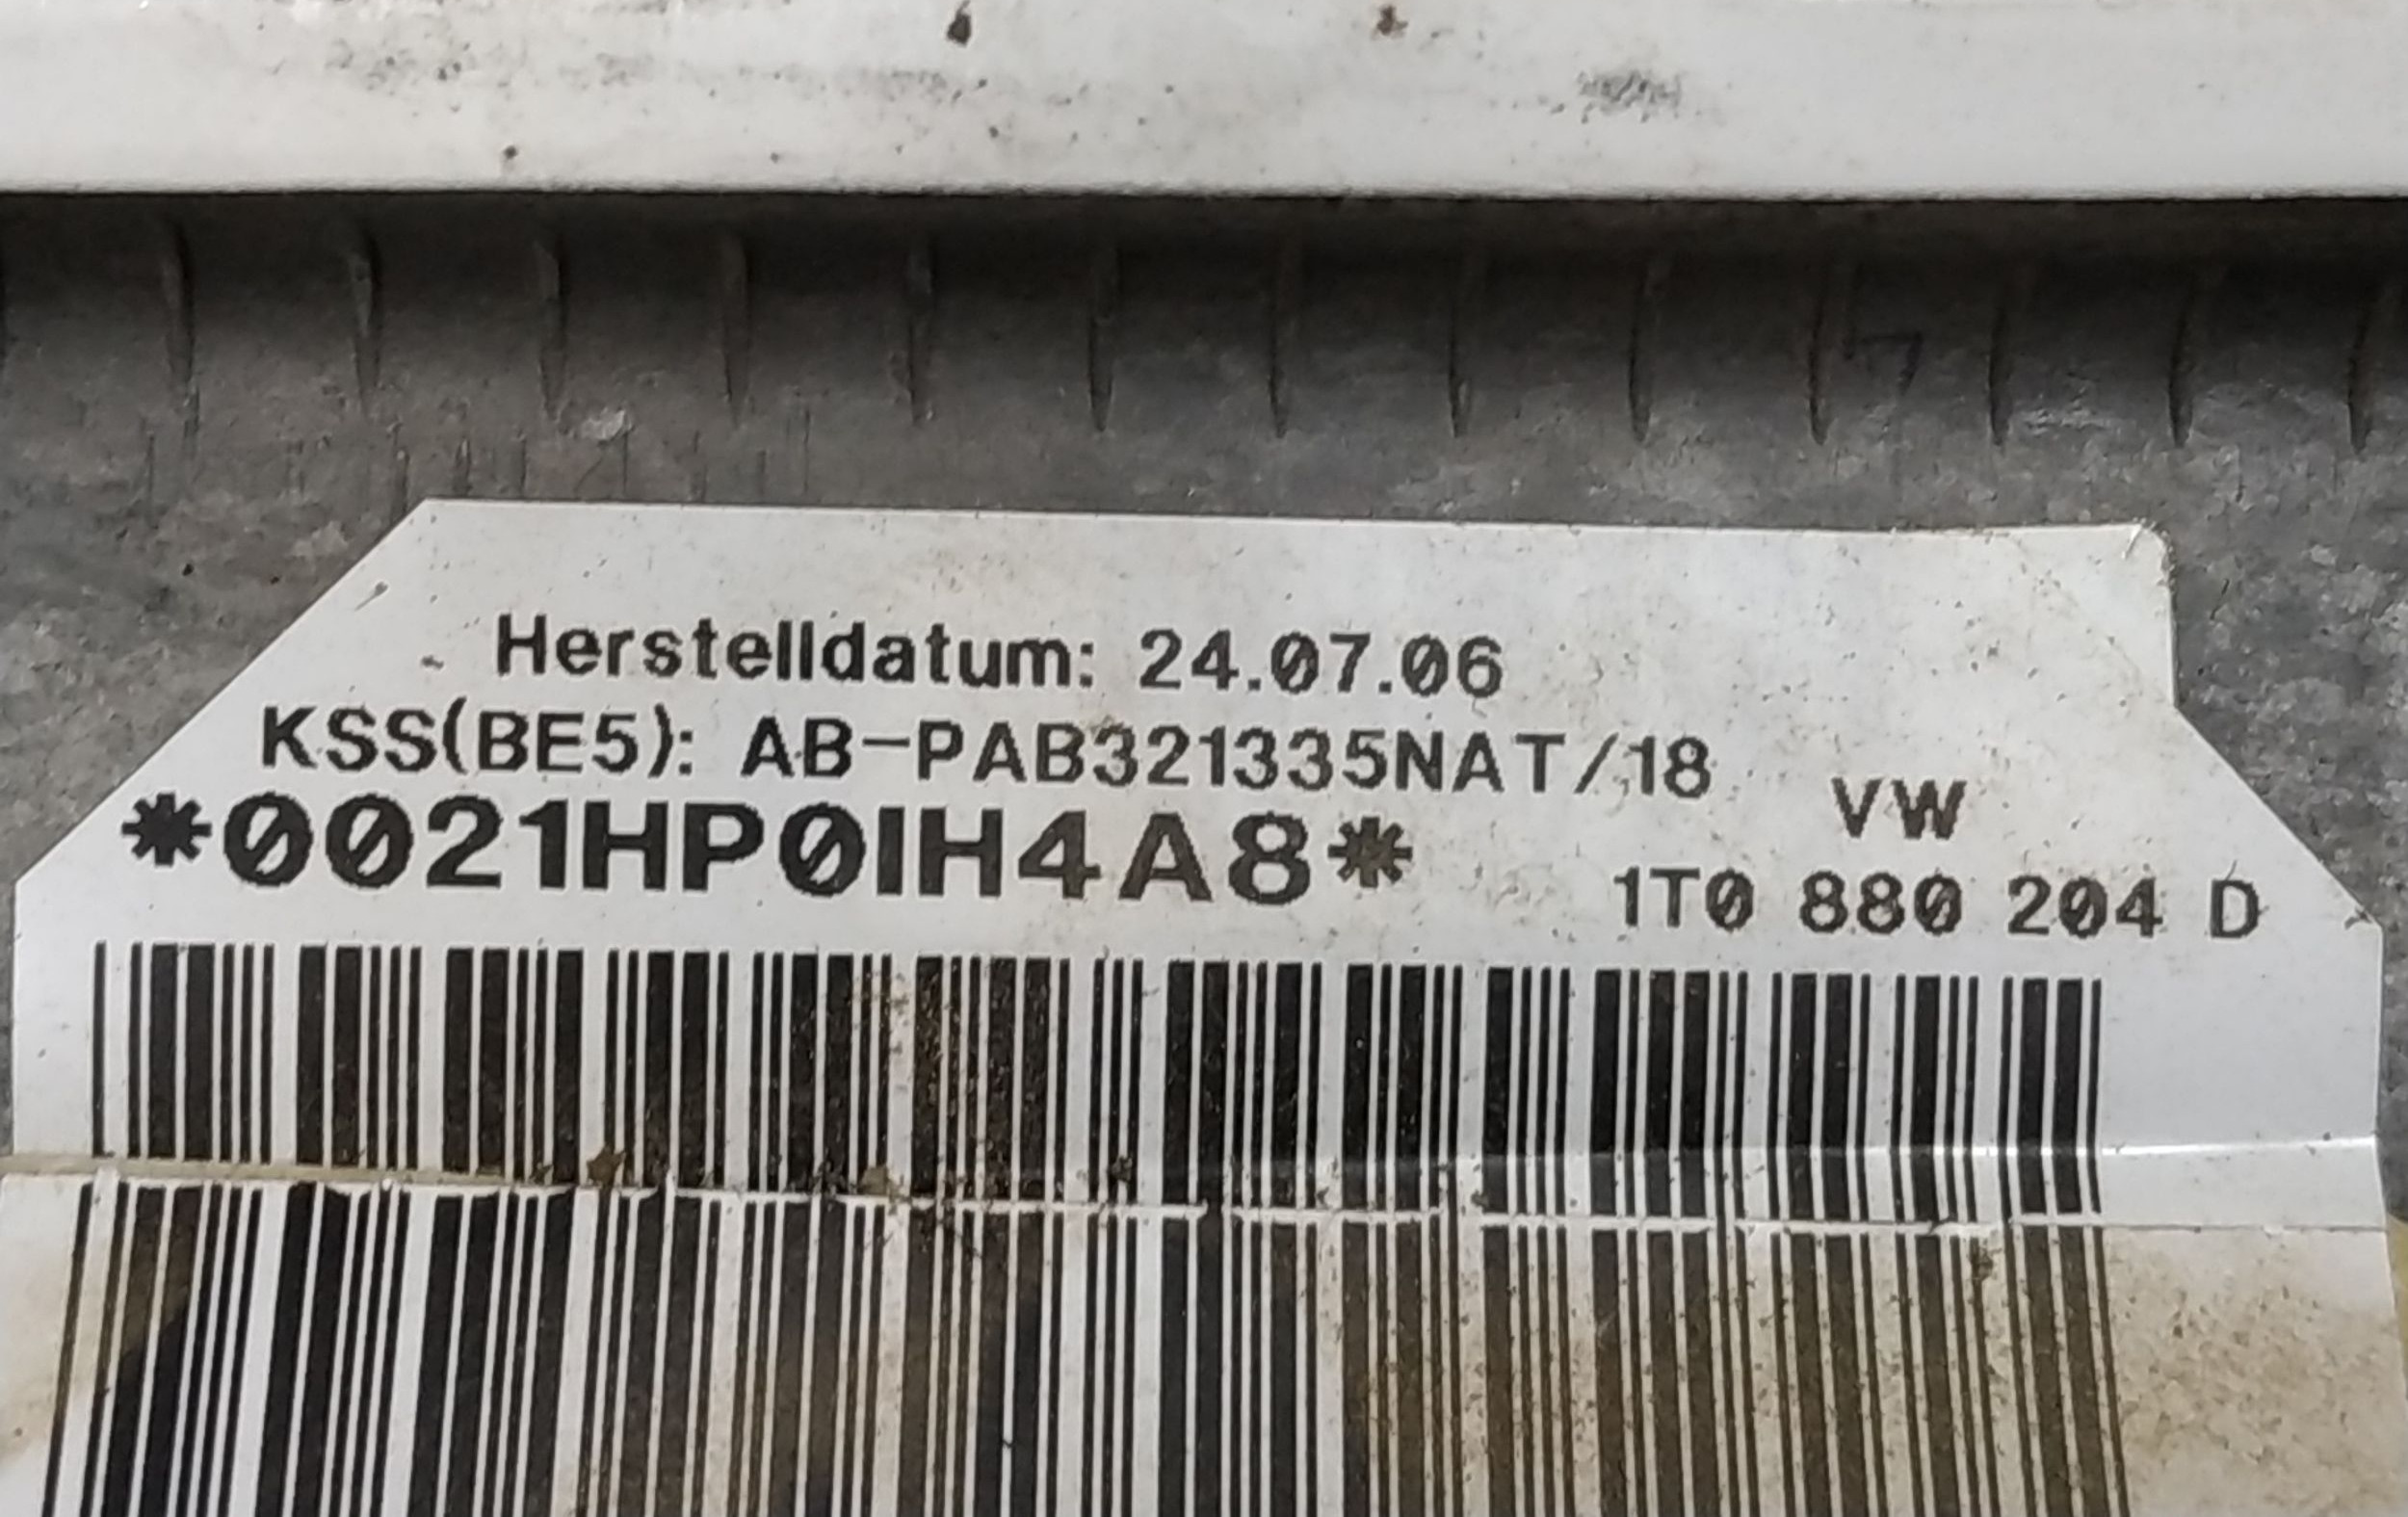 Herstelldatum: 24.07.06
KSS(BE5): AB-PAB321335NAT/18
*0021HP0IH4A8*
VW
1T0 880 204 D